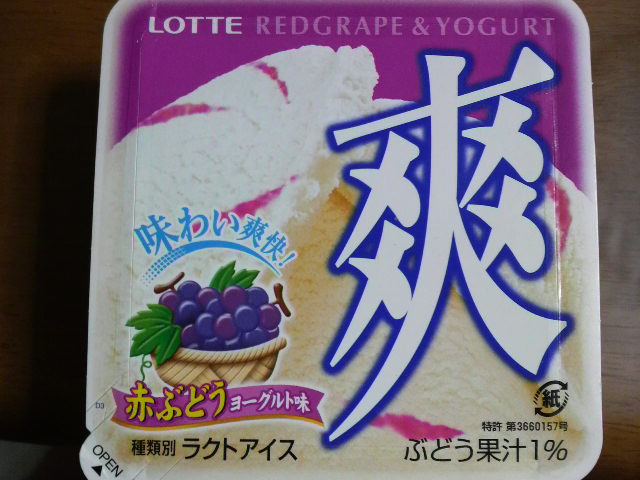 LOTTE REDGRAPE & YOGURT
爽
味わい爽快!
赤ぶどう ヨーグルト味
紙
特許 第3660157号
種類別 ラクトアイス
ぶどう果汁1%
D3
OPEN